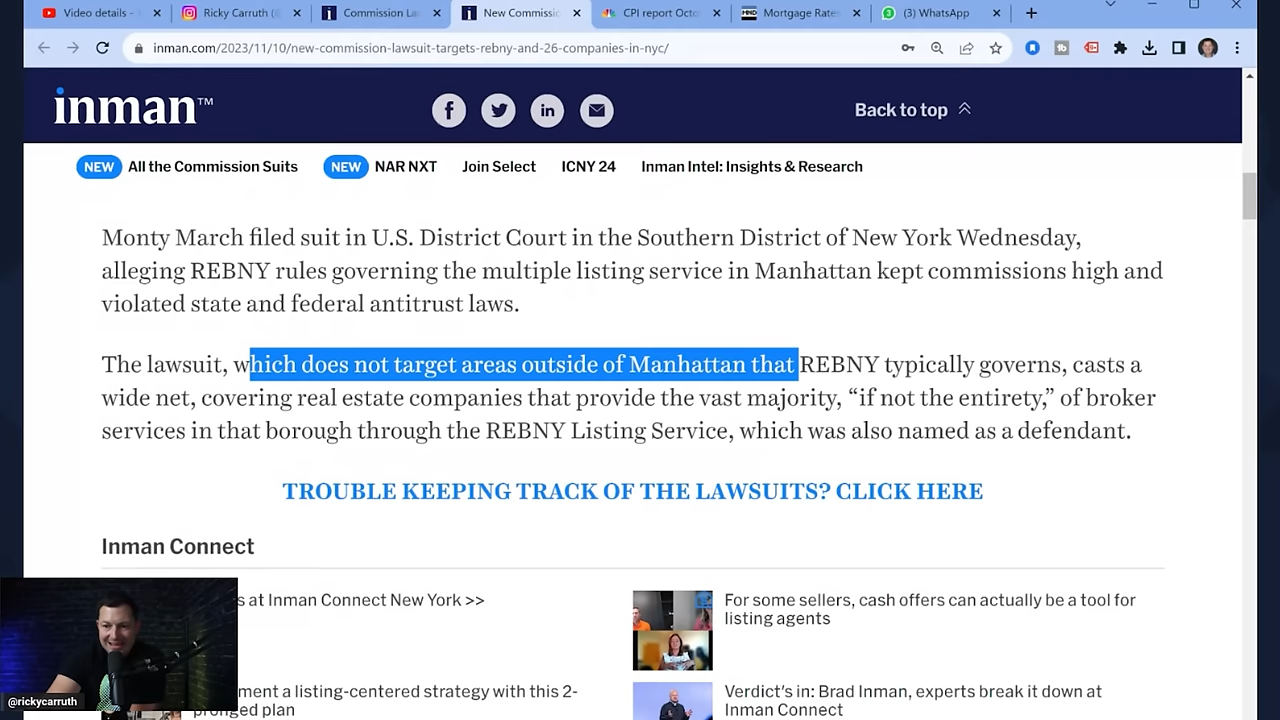 Video details -
Ricky Carruth (
Commission La
New Commissio
CPI report Octo
Mortgage Rate
(3) WhatsApp
inman.com/2023/11/10/new-commission-lawsuit-targets-rebny-and-26-companies-in-nyc/
inman™
Back to top
NEW All the Commission Suits NEW NAR NXT Join Select ICNY 24 Inman Intel: Insights & Research
Monty March filed suit in U.S. District Court in the Southern District of New York Wednesday,
alleging REBNY rules governing the multiple listing service in Manhattan kept commissions high and
violated state and federal antitrust laws.
The lawsuit, which does not target areas outside of Manhattan that REBNY typically governs, casts a
wide net, covering real estate companies that provide the vast majority, “if not the entirety,” of broker
services in that borough through the REBNY Listing Service, which was also named as a defendant.
TROUBLE KEEPING TRACK OF THE LAWSUITS? CLICK HERE
Inman Connect
s at Inman Connect New York >>
For some sellers, cash offers can actually be a tool for
listing agents
ment a listing-centered strategy with this 2-
pronged plan
Verdict's in: Brad Inman, experts break it down at
Inman Connect
@rickycarruth